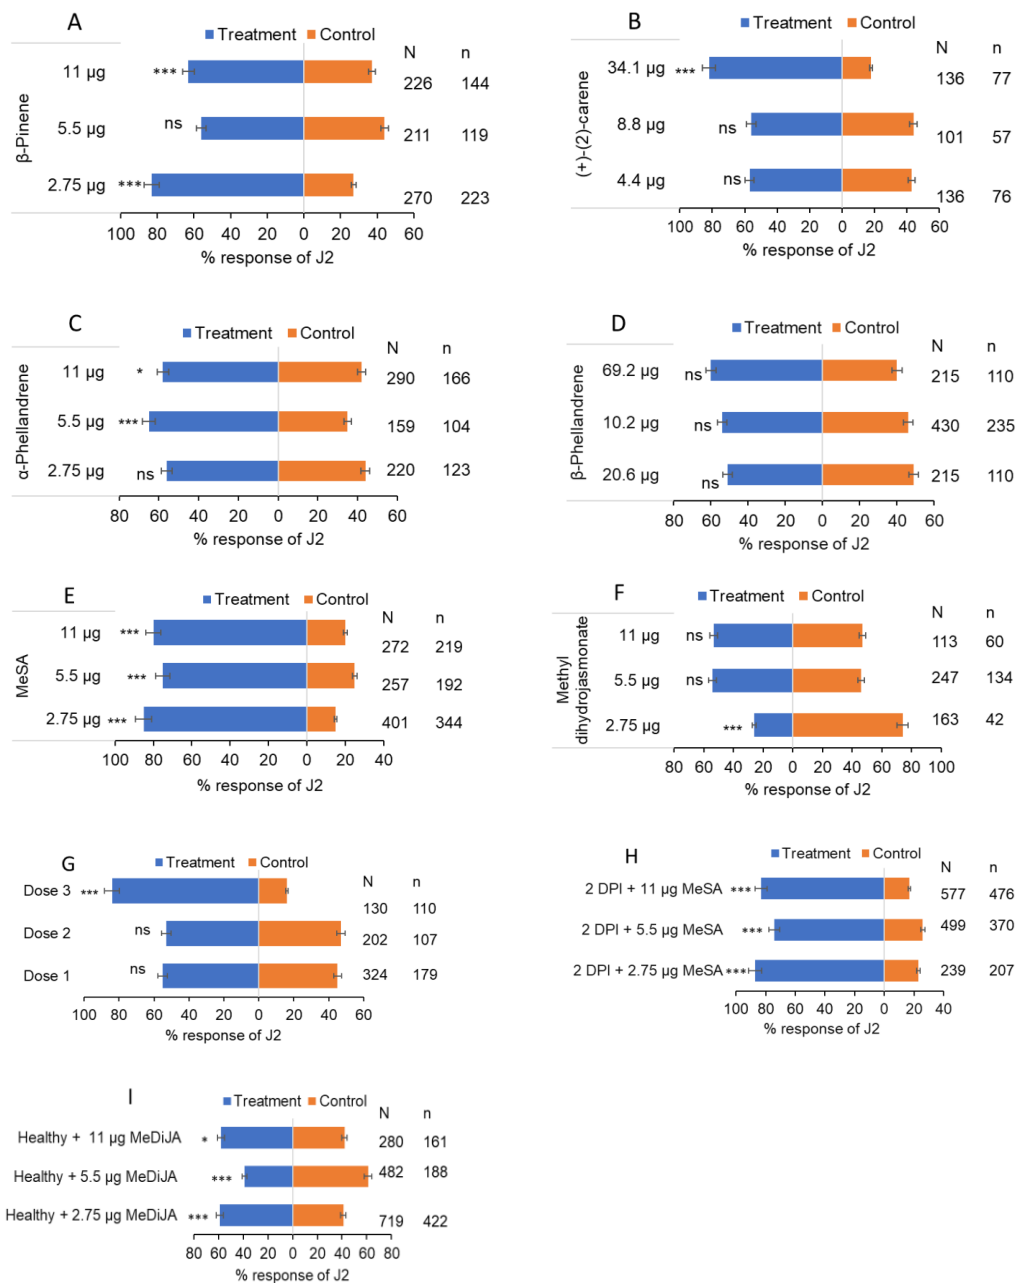 A
Treatment Control
N n
β-Pinene
11 µg *** 226 144
5.5 µg ns 211 119
2.75 µg *** 270 223
100 80 60 40 20 0 20 40 60
% response of J2
B
Treatment Control
N n
(+)-(2)-carene
34.1 µg *** 136 77
8.8 µg ns 101 57
4.4 µg ns 136 76
100 80 60 40 20 0 20 40 60
% response of J2
C
Treatment Control
N n
α-Phellandrene
11 µg * 290 166
5.5 µg *** 159 104
2.75 µg ns 220 123
80 60 40 20 0 20 40 60
% response of J2
D
Treatment Control
N n
β-Phellandrene
69.2 µg ns 215 110
10.2 µg ns 430 235
20.6 µg ns 215 110
80 60 40 20 0 20 40 60
% response of J2
E
Treatment Control
N n
MeSA
11 µg *** 272 219
5.5 µg *** 257 192
2.75 µg *** 401 344
100 80 60 40 20 0 20 40
% response of J2
F
Treatment Control
N n
Methyl
dihydrojasmonate
11 µg ns 113 60
5.5 µg ns 247 134
2.75 µg *** 163 42
80 60 40 20 0 20 40 60 80 100
% response of J2
G
Treatment Control
N n
Dose 3 *** 130 110
Dose 2 ns 202 107
Dose 1 ns 324 179
100 80 60 40 20 0 20 40 60
% response of J2
H
Treatment Control
N n
2 DPI + 11 µg MeSA *** 577 476
2 DPI + 5.5 µg MeSA *** 499 370
2 DPI + 2.75 µg MeSA *** 239 207
100 80 60 40 20 0 20 40
% response of J2
I
Treatment Control
N n
Healthy + 11 µg MeDiJA * 280 161
Healthy + 5.5 µg MeDiJA *** 482 188
Healthy + 2.75 µg MeDiJA *** 719 422
80 60 40 20 0 20 40 60 80
% response of J2